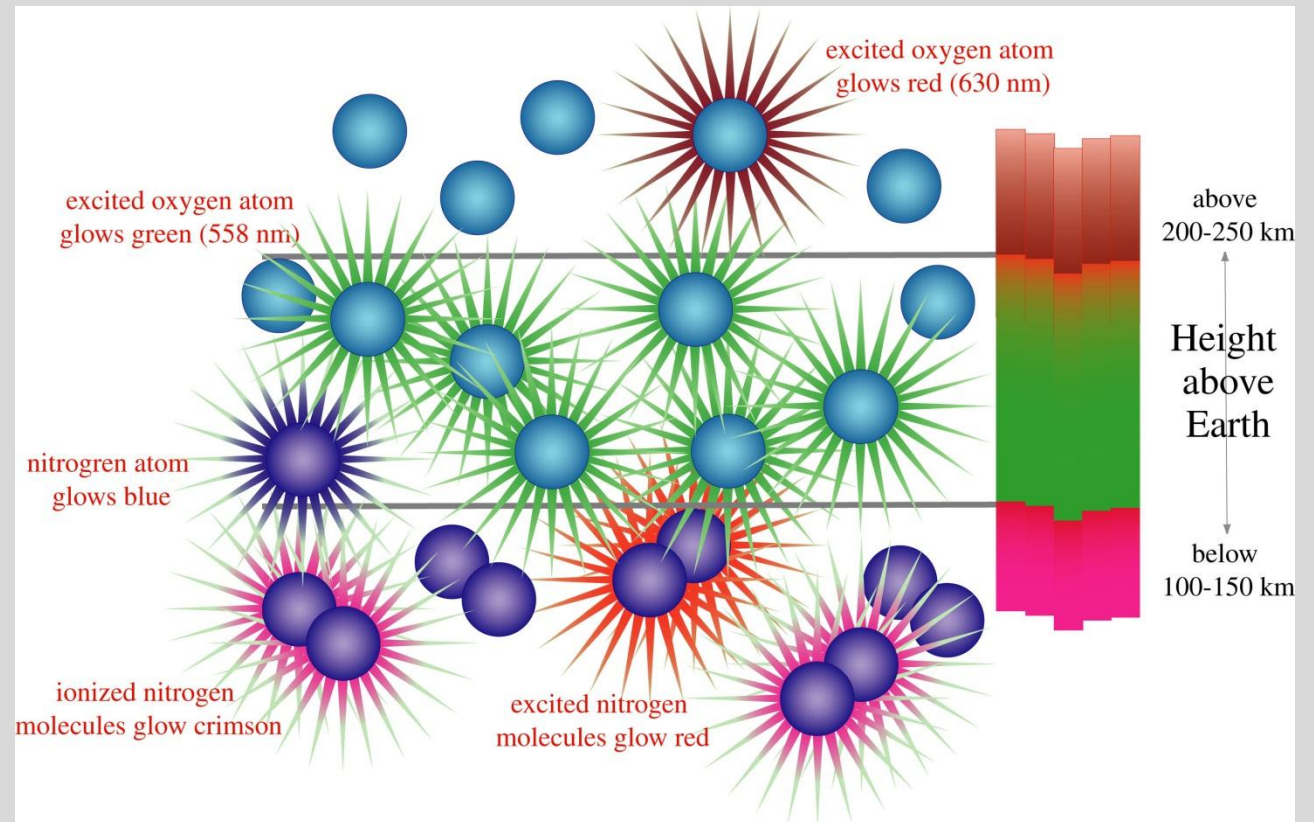 excited oxygen atom
glows red (630 nm)
excited oxygen atom
glows green (558 nm)
above
200-250 km
Height
above
Earth
nitrogren atom
glows blue
below
100-150 km
ionized nitrogen
molecules glow crimson
excited nitrogen
molecules glow red